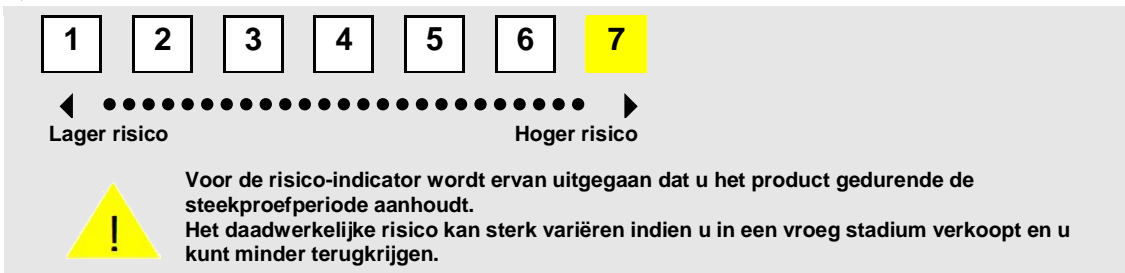 1 2 3 4 5 6 7
Lager risico Hoger risico
Voor de risico-indicator wordt ervan uitgegaan dat u het product gedurende de
steekproefperiode aanhoudt.
!
Het daadwerkelijke risico kan sterk variëren indien u in een vroeg stadium verkoopt en u
kunt minder terugkrijgen.